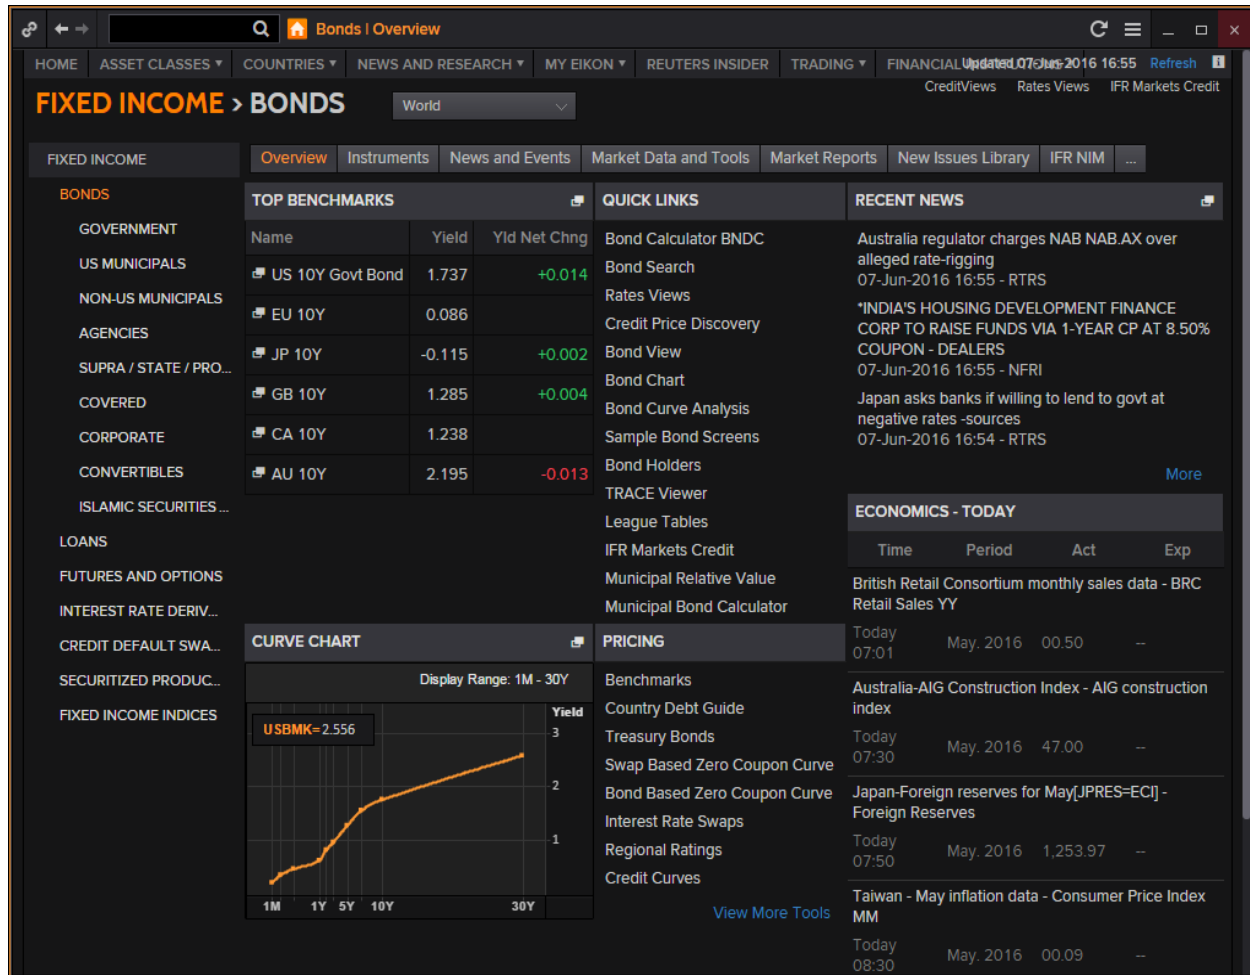 Bonds | Overview
HOME ASSET CLASSES COUNTRIES NEWS AND RESEARCH MY EIKON REUTERS INSIDER TRADING FINANCIAL
Updated 07-Jun-2016 16:55 Refresh
CreditViews Rates Views IFR Markets Credit
FIXED INCOME > BONDS
World
Overview Instruments News and Events Market Data and Tools Market Reports New Issues Library IFR NIM ...
FIXED INCOME
BONDS
GOVERNMENT
US MUNICIPALS
NON-US MUNICIPALS
AGENCIES
SUPRA / STATE / PRO...
COVERED
CORPORATE
CONVERTIBLES
ISLAMIC SECURITIES ...
LOANS
FUTURES AND OPTIONS
INTEREST RATE DERIV...
CREDIT DEFAULT SWA...
SECURITIZED PRODUC...
FIXED INCOME INDICES
TOP BENCHMARKS
Name Yield Yld Net Chng
US 10Y Govt Bond 1.737 +0.014
EU 10Y 0.086
JP 10Y -0.115 +0.002
GB 10Y 1.285 +0.004
CA 10Y 1.238
AU 10Y 2.195 -0.013
CURVE CHART
Display Range: 1M - 30Y
Yield
USBMK= 2.556
3
2
1
1M 1Y 5Y 10Y 30Y
QUICK LINKS
Bond Calculator BNDC
Bond Search
Rates Views
Credit Price Discovery
Bond View
Bond Chart
Bond Curve Analysis
Sample Bond Screens
Bond Holders
TRACE Viewer
League Tables
IFR Markets Credit
Municipal Relative Value
Municipal Bond Calculator
PRICING
Benchmarks
Country Debt Guide
Treasury Bonds
Swap Based Zero Coupon Curve
Bond Based Zero Coupon Curve
Interest Rate Swaps
Regional Ratings
Credit Curves
View More Tools
RECENT NEWS
Australia regulator charges NAB NAB.AX over
alleged rate-rigging
07-Jun-2016 16:55 - RTRS
*INDIA'S HOUSING DEVELOPMENT FINANCE
CORP TO RAISE FUNDS VIA 1-YEAR CP AT 8.50%
COUPON - DEALERS
07-Jun-2016 16:55 - NFRI
Japan asks banks if willing to lend to govt at
negative rates -sources
07-Jun-2016 16:54 - RTRS
More
ECONOMICS - TODAY
Time Period Act Exp
British Retail Consortium monthly sales data - BRC
Retail Sales YY
Today
07:01 May. 2016 00.50 --
Australia-AIG Construction Index - AIG construction
index
Today
07:30 May. 2016 47.00 --
Japan-Foreign reserves for May[JPRES=ECI] -
Foreign Reserves
Today
07:50 May. 2016 1,253.97 --
Taiwan - May inflation data - Consumer Price Index
MM
Today
08:30 May. 2016 00.09 --